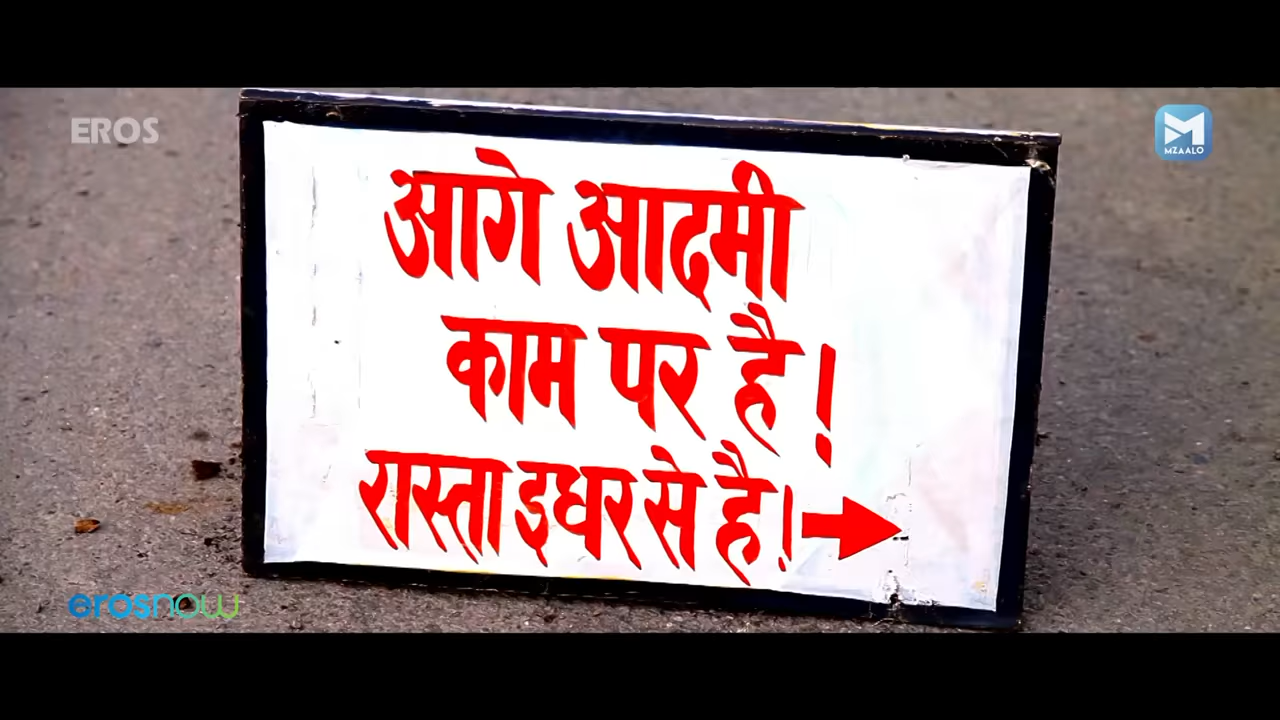 EROS
MZAALO
आगे आदमी
काम पर है!
रास्ता इधर से है!
erosnow